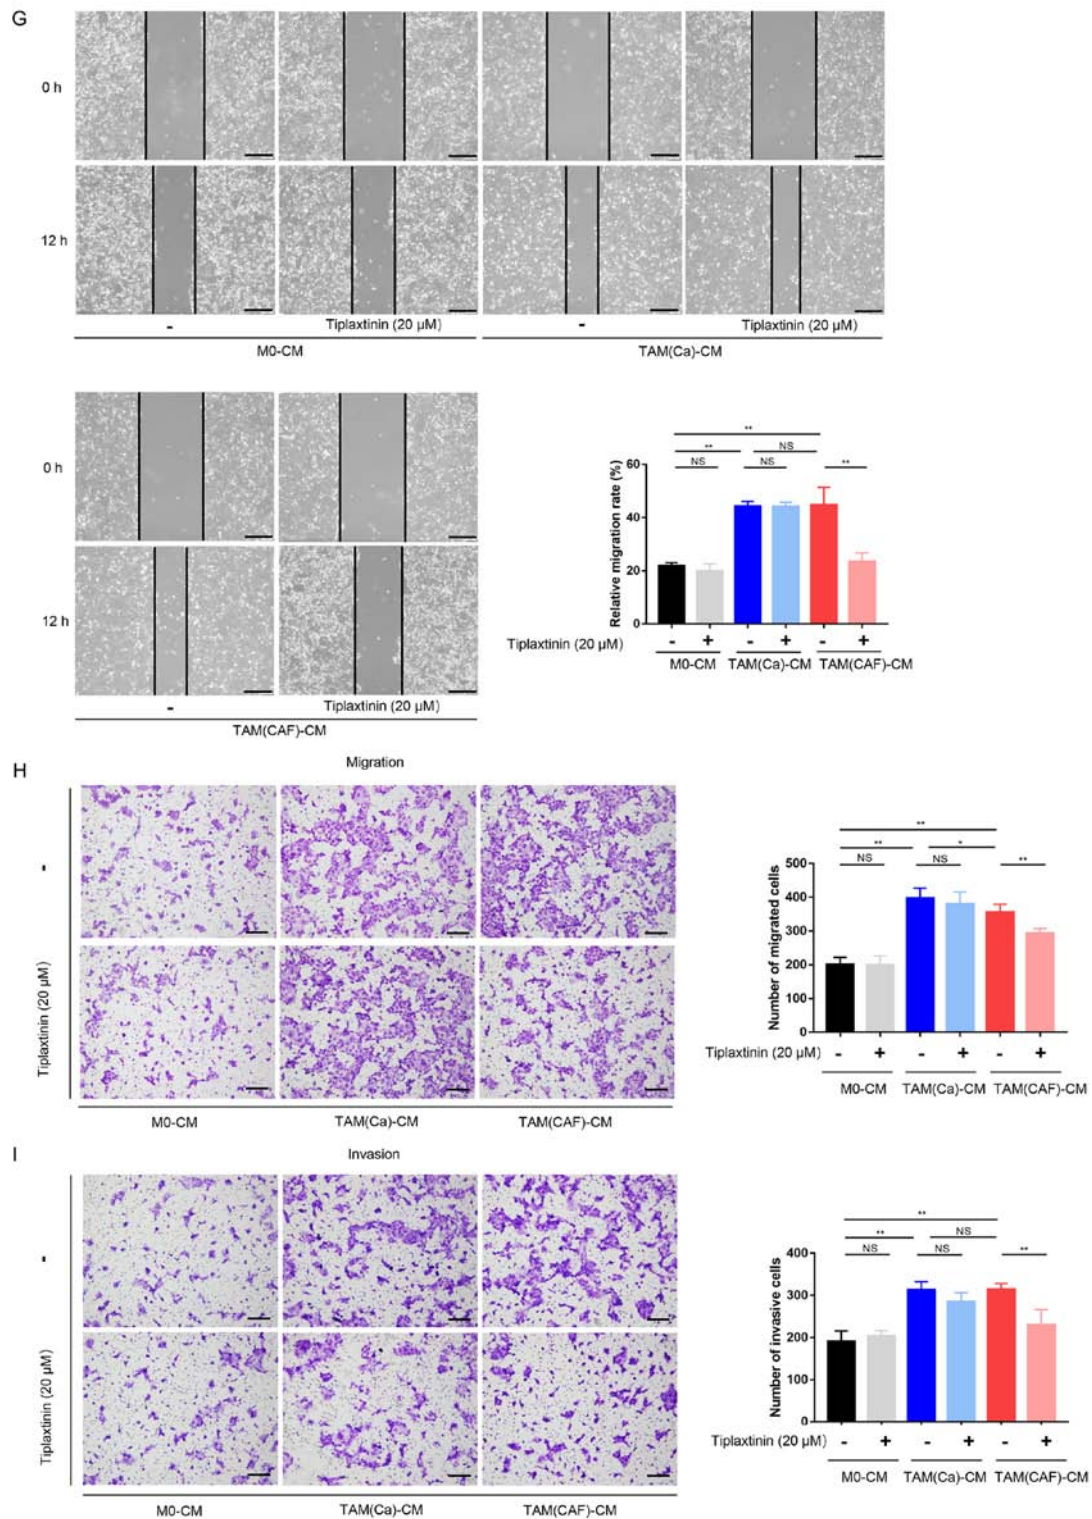 G
0 h
12 h
-
Tiplaxtinin (20 μM)
-
Tiplaxtinin (20 μM)
M0-CM
TAM(Ca)-CM
0 h
12 h
-
Tiplaxtinin (20 μM)
TAM(CAF)-CM
Relative migration rate (%)
60
40
20
0
**
**
NS
NS
NS
**
Tiplaxtinin (20 μM)
- + - + - +
M0-CM
TAM(Ca)-CM
TAM(CAF)-CM
H
Migration
-
Tiplaxtinin (20 μM)
M0-CM
TAM(Ca)-CM
TAM(CAF)-CM
Number of migrated cells
500
400
300
200
100
0
**
**
*
NS
NS
**
Tiplaxtinin (20 μM)
- + - + - +
M0-CM
TAM(Ca)-CM
TAM(CAF)-CM
I
Invasion
-
Tiplaxtinin (20 μM)
M0-CM
TAM(Ca)-CM
TAM(CAF)-CM
Number of invasive cells
400
300
200
100
0
**
**
NS
NS
NS
**
Tiplaxtinin (20 μM)
- + - + - +
M0-CM
TAM(Ca)-CM
TAM(CAF)-CM